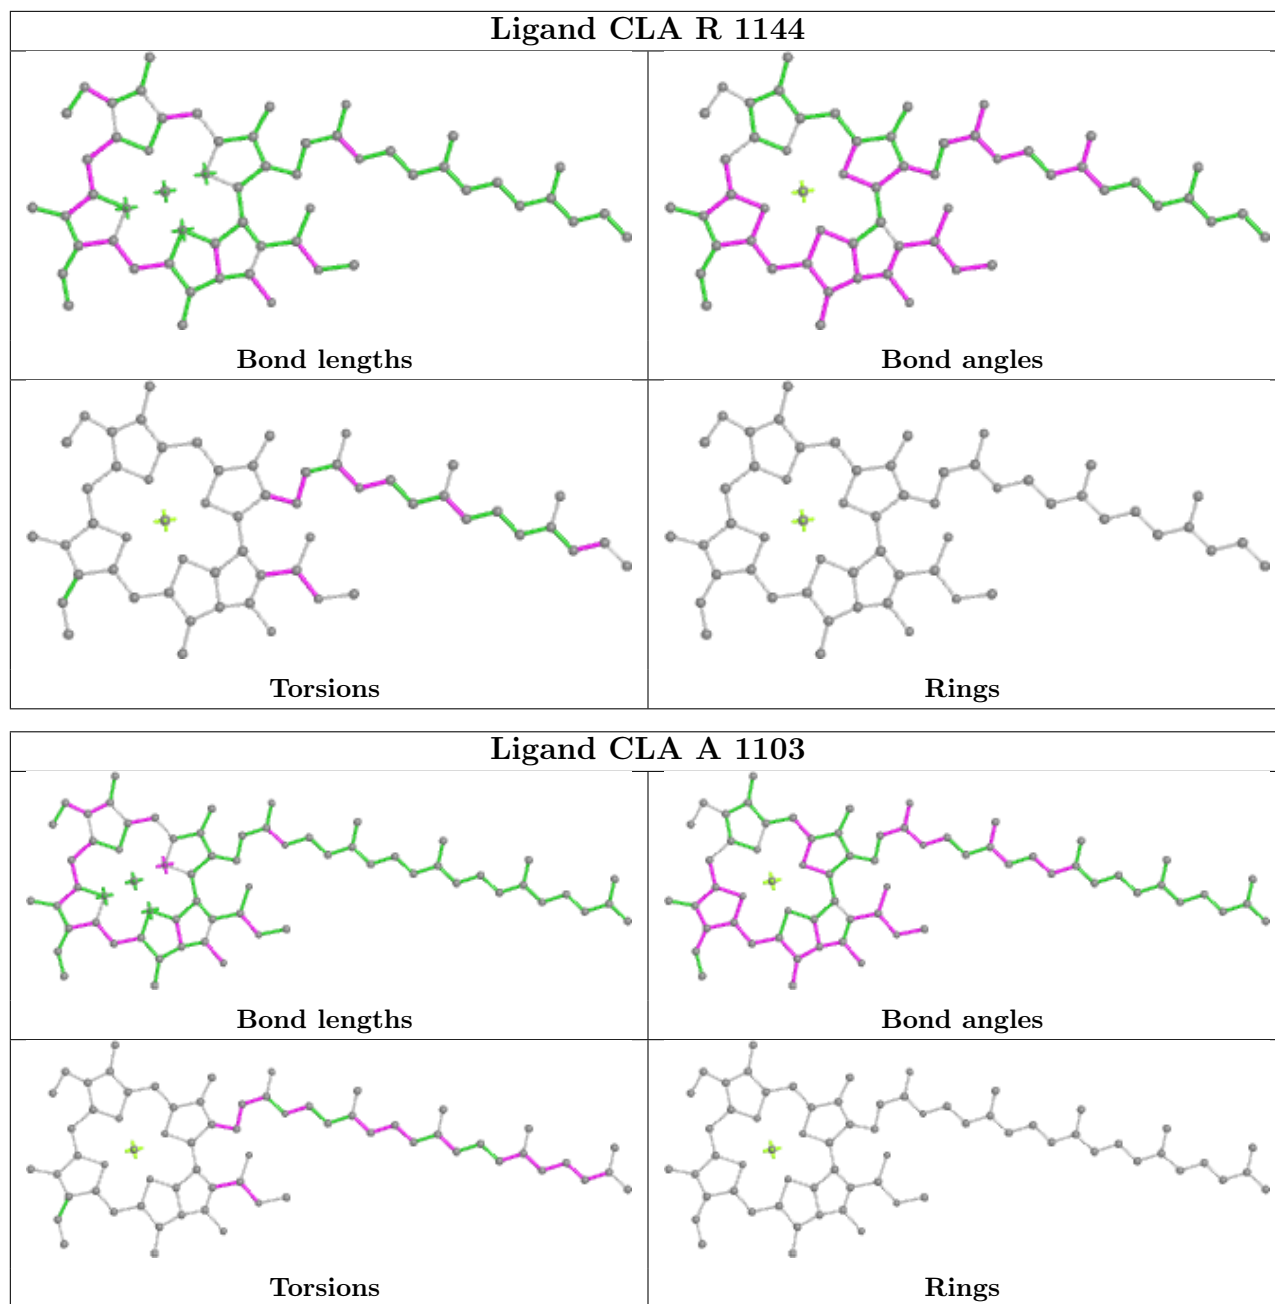 Ligand CLA R 1144
Bond lengths
Bond angles
Torsions
Rings
Ligand CLA A 1103
Bond lengths
Bond angles
Torsions
Rings